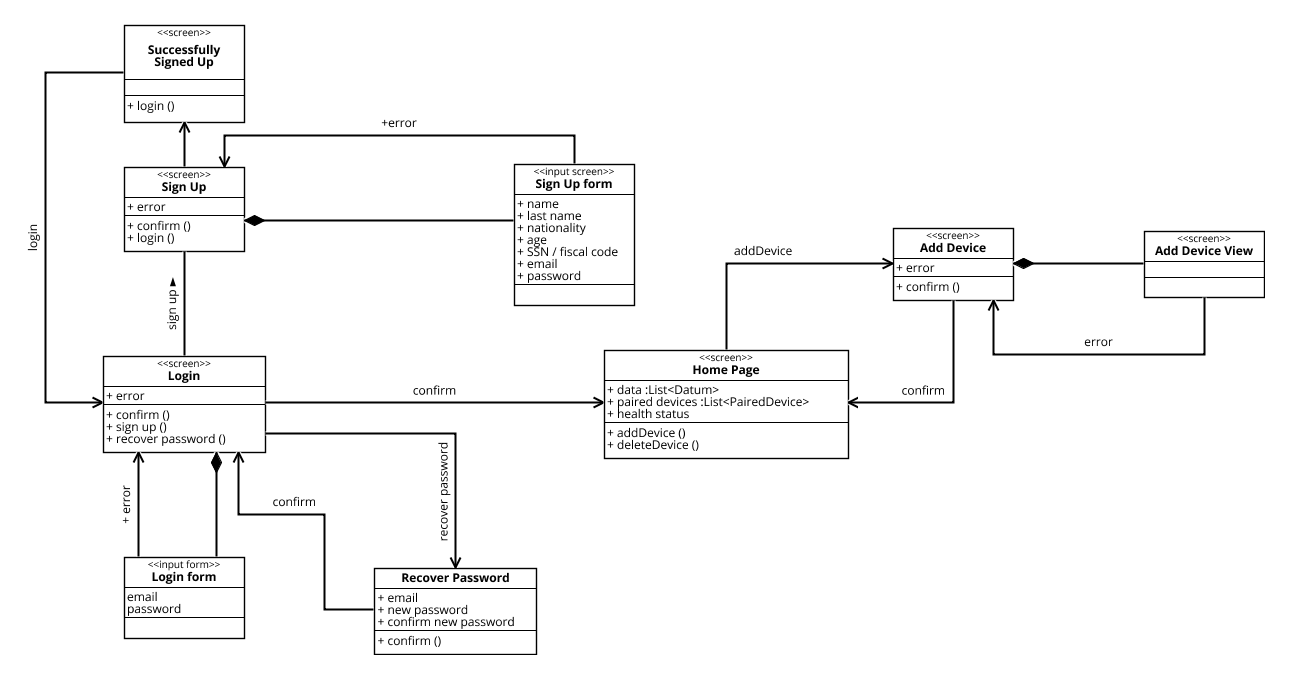 <<screen>>
Successfully
Signed Up
+ login ()
+error
<<screen>>
Sign Up
+ error
+ confirm ()
+ login ()
<<input screen>>
Sign Up form
+ name
+ last name
+ nationality
+ age
+ SSN / fiscal code
+ email
+ password
login
sign up
addDevice
<<screen>>
Add Device
+ error
+ confirm ()
<<screen>>
Add Device View
error
<<screen>>
Login
+ error
+ confirm ()
+ sign up ()
+ recover password ()
confirm
<<screen>>
Home Page
+ data :List<Datum>
+ paired devices :List<PairedDevice>
+ health status
+ addDevice ()
+ deleteDevice ()
confirm
+ error
confirm
recover password
<<input form>>
Login form
email
password
Recover Password
+ email
+ new password
+ confirm new password
+ confirm ()